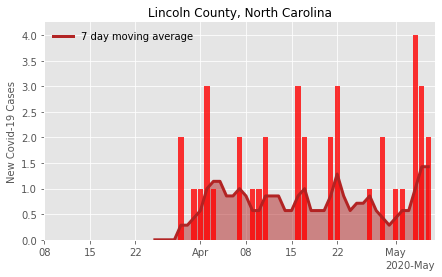 Lincoln County, North Carolina
7 day moving average
New Covid-19 Cases
4.0
3.5
3.0
2.5
2.0
1.5
1.0
0.5
0.0
08 15 22 Apr 08 15 22 May
2020-May